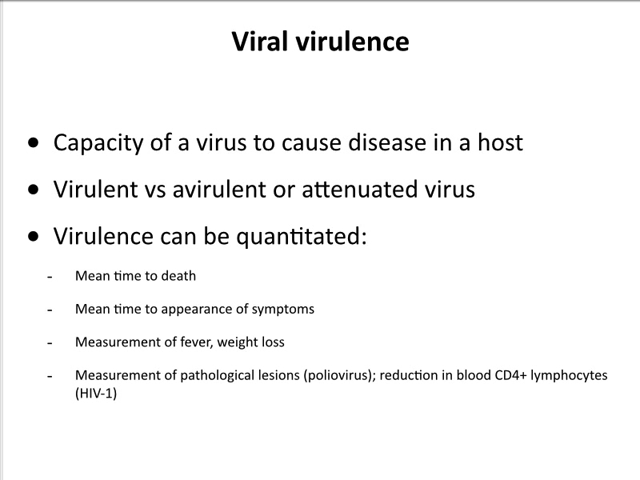 Viral virulence
• Capacity of a virus to cause disease in a host
• Virulent vs avirulent or attenuated virus
• Virulence can be quantitated:
- Mean time to death
- Mean time to appearance of symptoms
- Measurement of fever, weight loss
- Measurement of pathological lesions (poliovirus); reduction in blood CD4+ lymphocytes
(HIV-1)